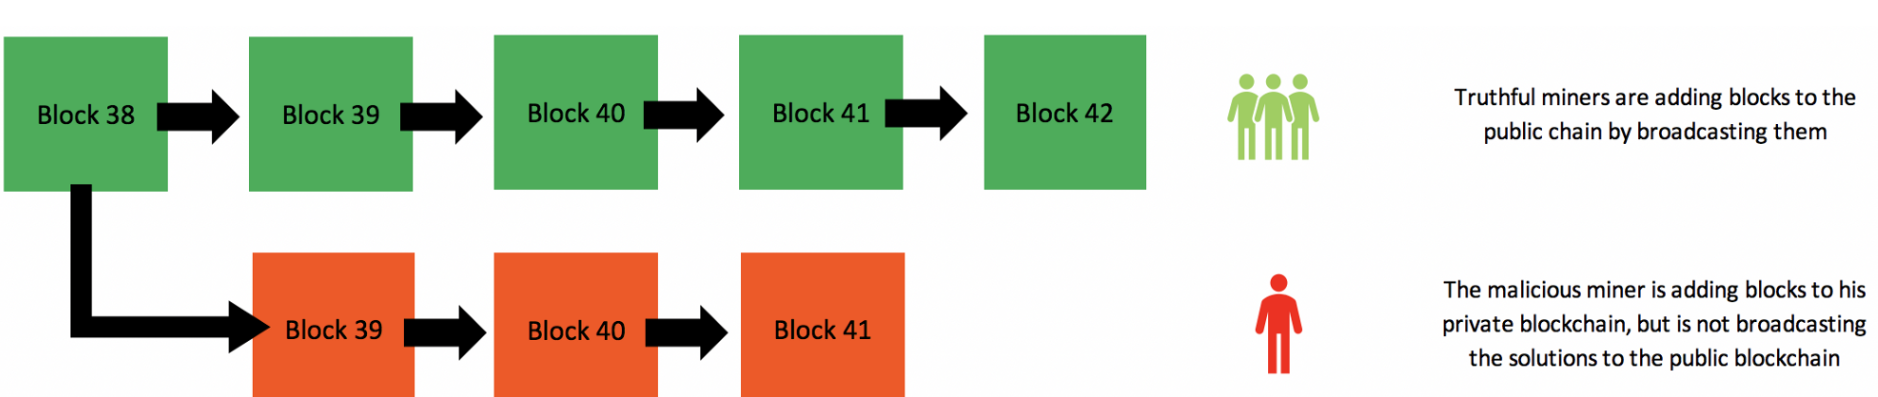 Block 38
Block 39
Block 40
Block 41
Block 42
Truthful miners are adding blocks to the
public chain by broadcasting them
Block 39
Block 40
Block 41
The malicious miner is adding blocks to his
private blockchain, but is not broadcasting
the solutions to the public blockchain